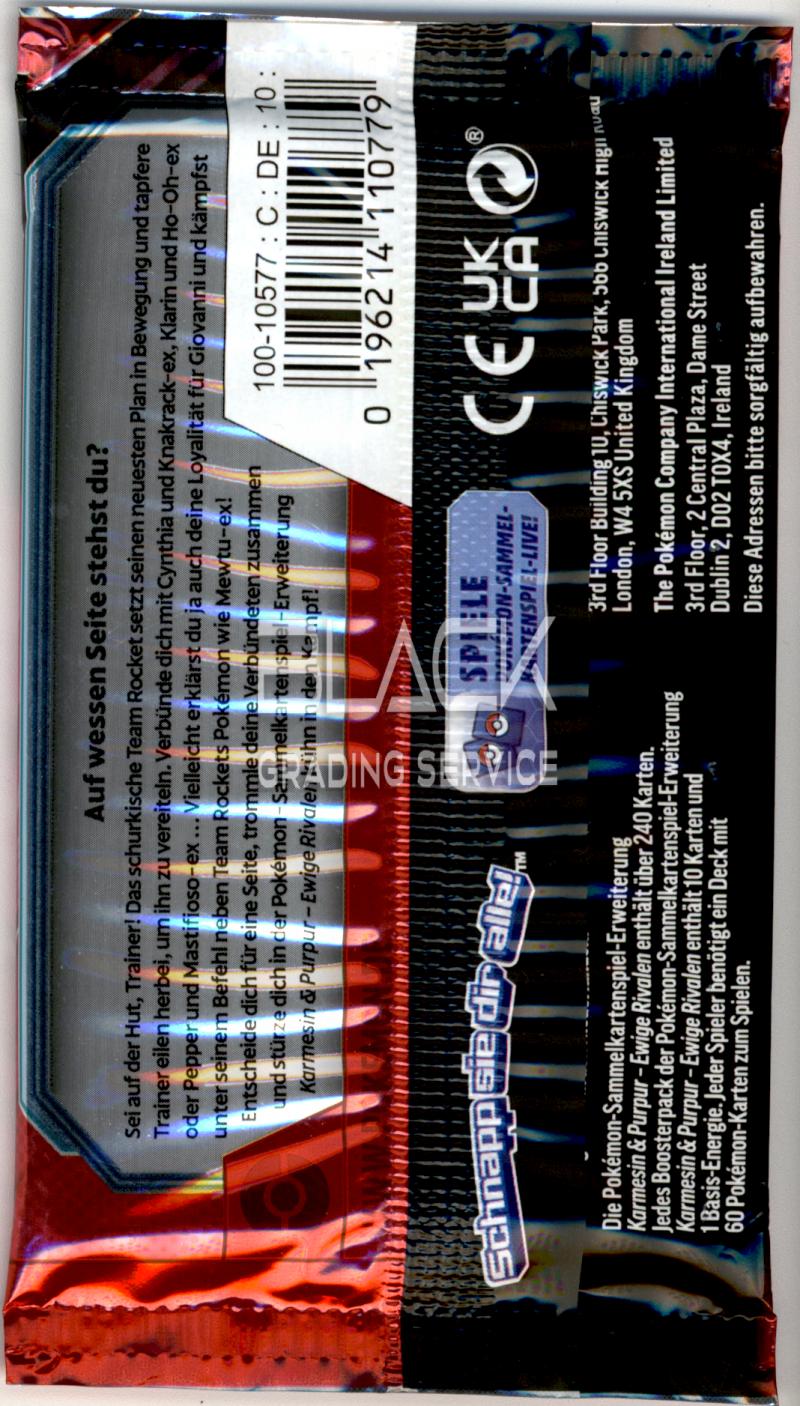 Auf wessen Seite stehst du?
Sei auf der Hut, Trainer! Das schurkische Team Rocket setzt seinen neuesten Plan in Bewegung und tapfere
Trainer eilen herbei, um ihn zu vereiteln. Verbünde dich mit Cynthia und Knakrack-ex, Klarin und Ho-Oh-ex
oder Pepper und Mastifioso-ex ... Vielleicht erklärst du ja auch deine Loyalität für Giovanni und kämpfst
unter seinem Befehl neben Team Rockets Pokémon wie Mewtu-ex!
Entscheide dich für eine Seite, trommle deine Verbündeten zusammen
und stürze dich in der Pokémon-Sammelkartenspiel-Erweiterung
Karmesin & Purpur – Ewige Rivalen kühn in den Kampf!
100-10577 : C : DE : 10 :
0 196214 110779
Schnapp sie dir alle!™
SPIELE
POKÉMON-SAMMEL-
KARTENSPIEL-LIVE!
CE UK CA ®
BLACK
GRADING SERVICE
Die Pokémon-Sammelkartenspiel-Erweiterung
Karmesin & Purpur – Ewige Rivalen enthält über 240 Karten.
Jedes Boosterpack der Pokémon-Sammelkartenspiel-Erweiterung
Karmesin & Purpur – Ewige Rivalen enthält 10 Karten und
1 Basis-Energie. Jeder Spieler benötigt ein Deck mit
60 Pokémon-Karten zum Spielen.
3rd Floor Building 10, Chiswick Park, 566 Chiswick High Road
London, W4 5XS United Kingdom
The Pokémon Company International Ireland Limited
3rd Floor, 2 Central Plaza, Dame Street
Dublin 2, D02 T0X4, Ireland
Diese Adressen bitte sorgfältig aufbewahren.